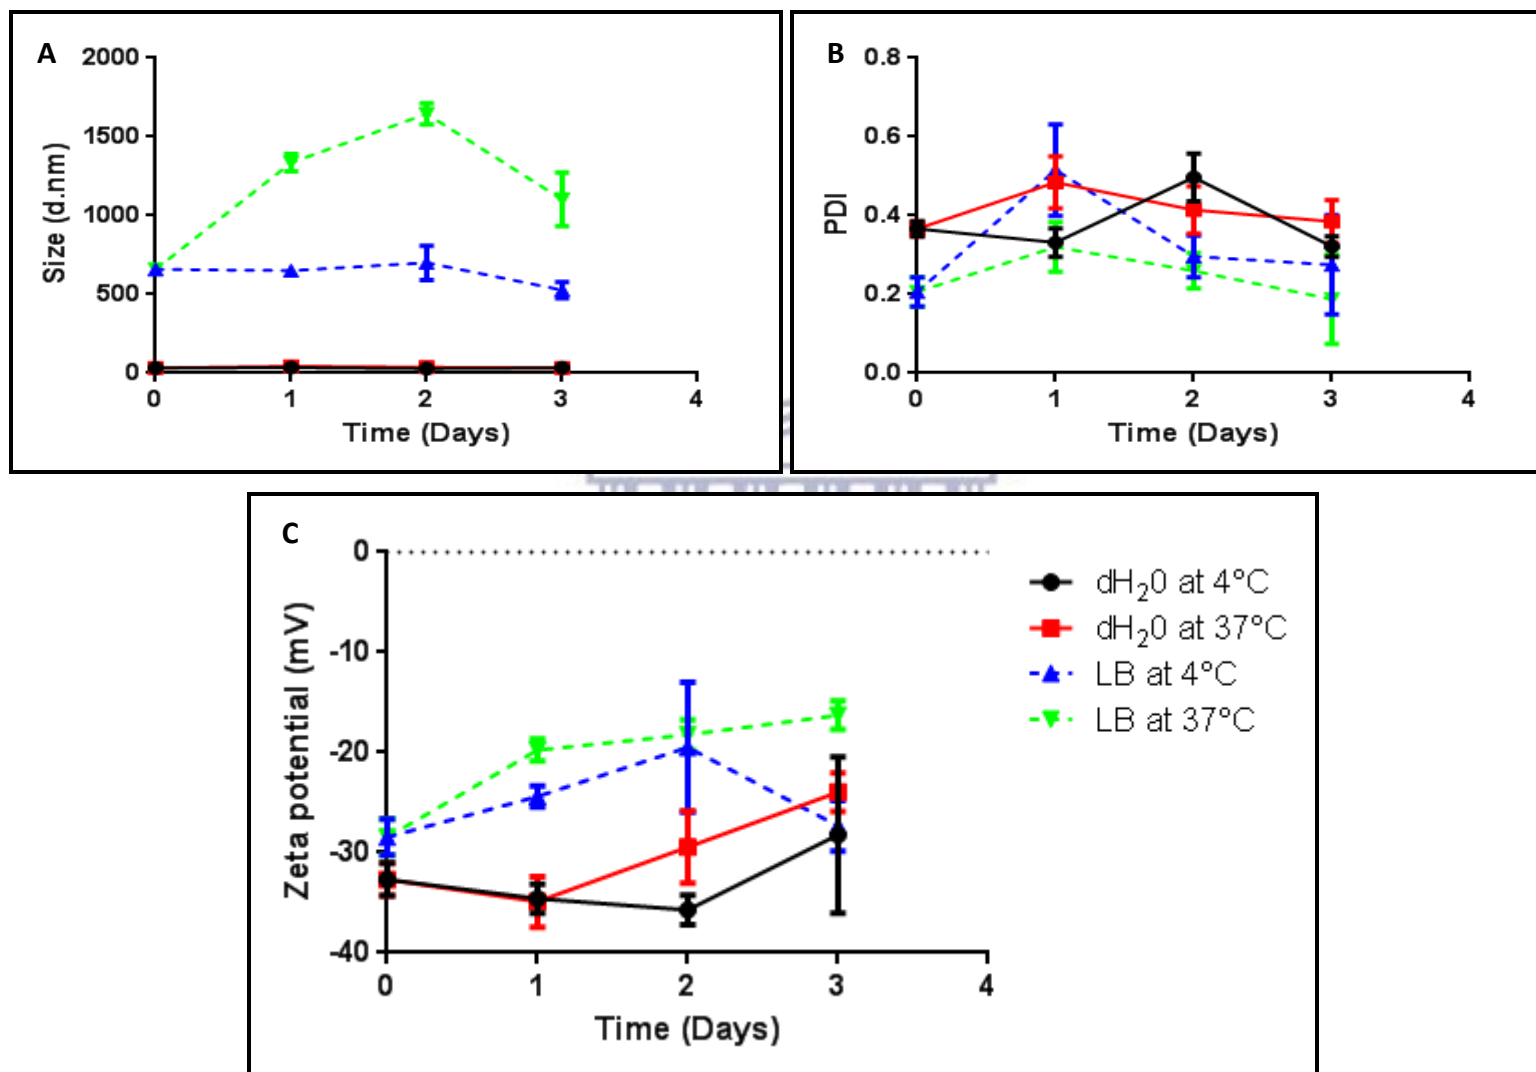 A
2000
1500
1000
500
0
Size (d.nm)
0 1 2 3 4
Time (Days)
B
0.8
0.6
0.4
0.2
0.0
PDI
0 1 2 3 4
Time (Days)
C
0
-10
-20
-30
-40
Zeta potential (mV)
0 1 2 3 4
Time (Days)
dH₂0 at 4°C
dH₂0 at 37°C
LB at 4°C
LB at 37°C